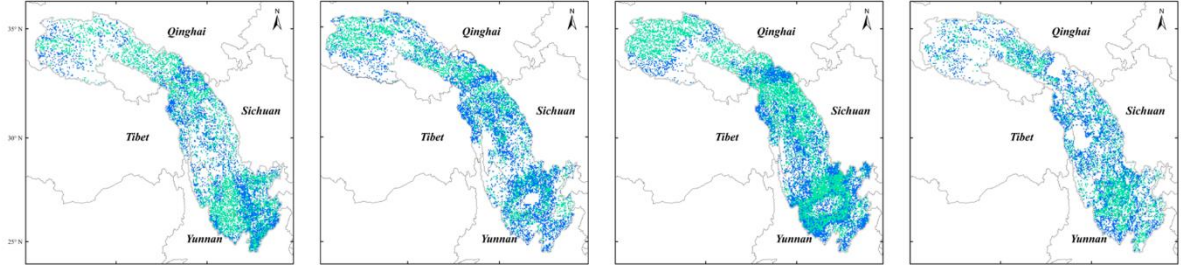 N N N N
35°N Qinghai Qinghai Qinghai Qinghai
Sichuan Sichuan Sichuan Sichuan
30°N Tibet Tibet Tibet Tibet
Yunnan Yunnan Yunnan Yunnan
25°N